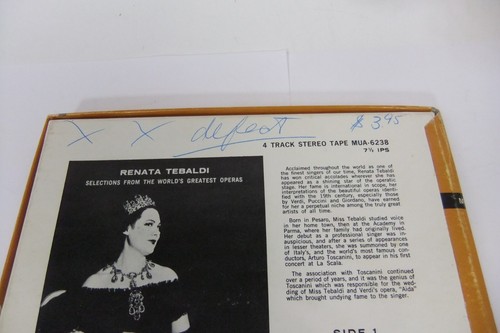 X X defect $3.95
4 TRACK STEREO TAPE MUA-6238
7½ IPS
RENATA TEBALDI
SELECTIONS FROM THE WORLD'S GREATEST OPERAS
Acclaimed throughout the world as one of
the finest singers of our time, Renata Tebaldi
has won critical accolades wherever she has
appeared as a shining star of the operatic
stage. Her fame is international in scope, her
interpretations of the beautiful operas identi-
fied with the 19th century, especially those
by Verdi, Puccini and Giordano, have earned
for her a perpetual niche among the truly great
artists of all time.
Born in Pesaro, Miss Tebaldi studied voice
in her home town, then at the Academy in
Parma, where her family had originally lived.
Her debut as a professional singer was in-
auspicious, and after a series of appearances
in lesser theaters, she was summoned by one
of Italy's, and the world's most famous con-
ductors, Arturo Toscanini, to appear in his first
concert at La Scala.
The association with Toscanini continued
over a period of years, and it was the genius of
Toscanini which was responsible for the wed-
ding of Miss Tebaldi and Verdi's opera, "Aida"
which brought undying fame to the singer.
SIDE 1